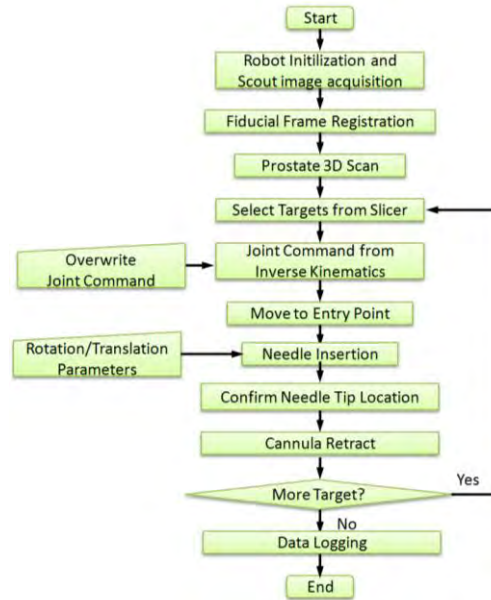 Start
Robot Initilization and
Scout image acquisition
Fiducial Frame Registration
Prostate 3D Scan
Select Targets from Slicer
Overwrite
Joint Command
Joint Command from
Inverse Kinematics
Move to Entry Point
Rotation/Translation
Parameters
Needle Insertion
Confirm Needle Tip Location
Cannula Retract
More Target?
Yes
No
Data Logging
End